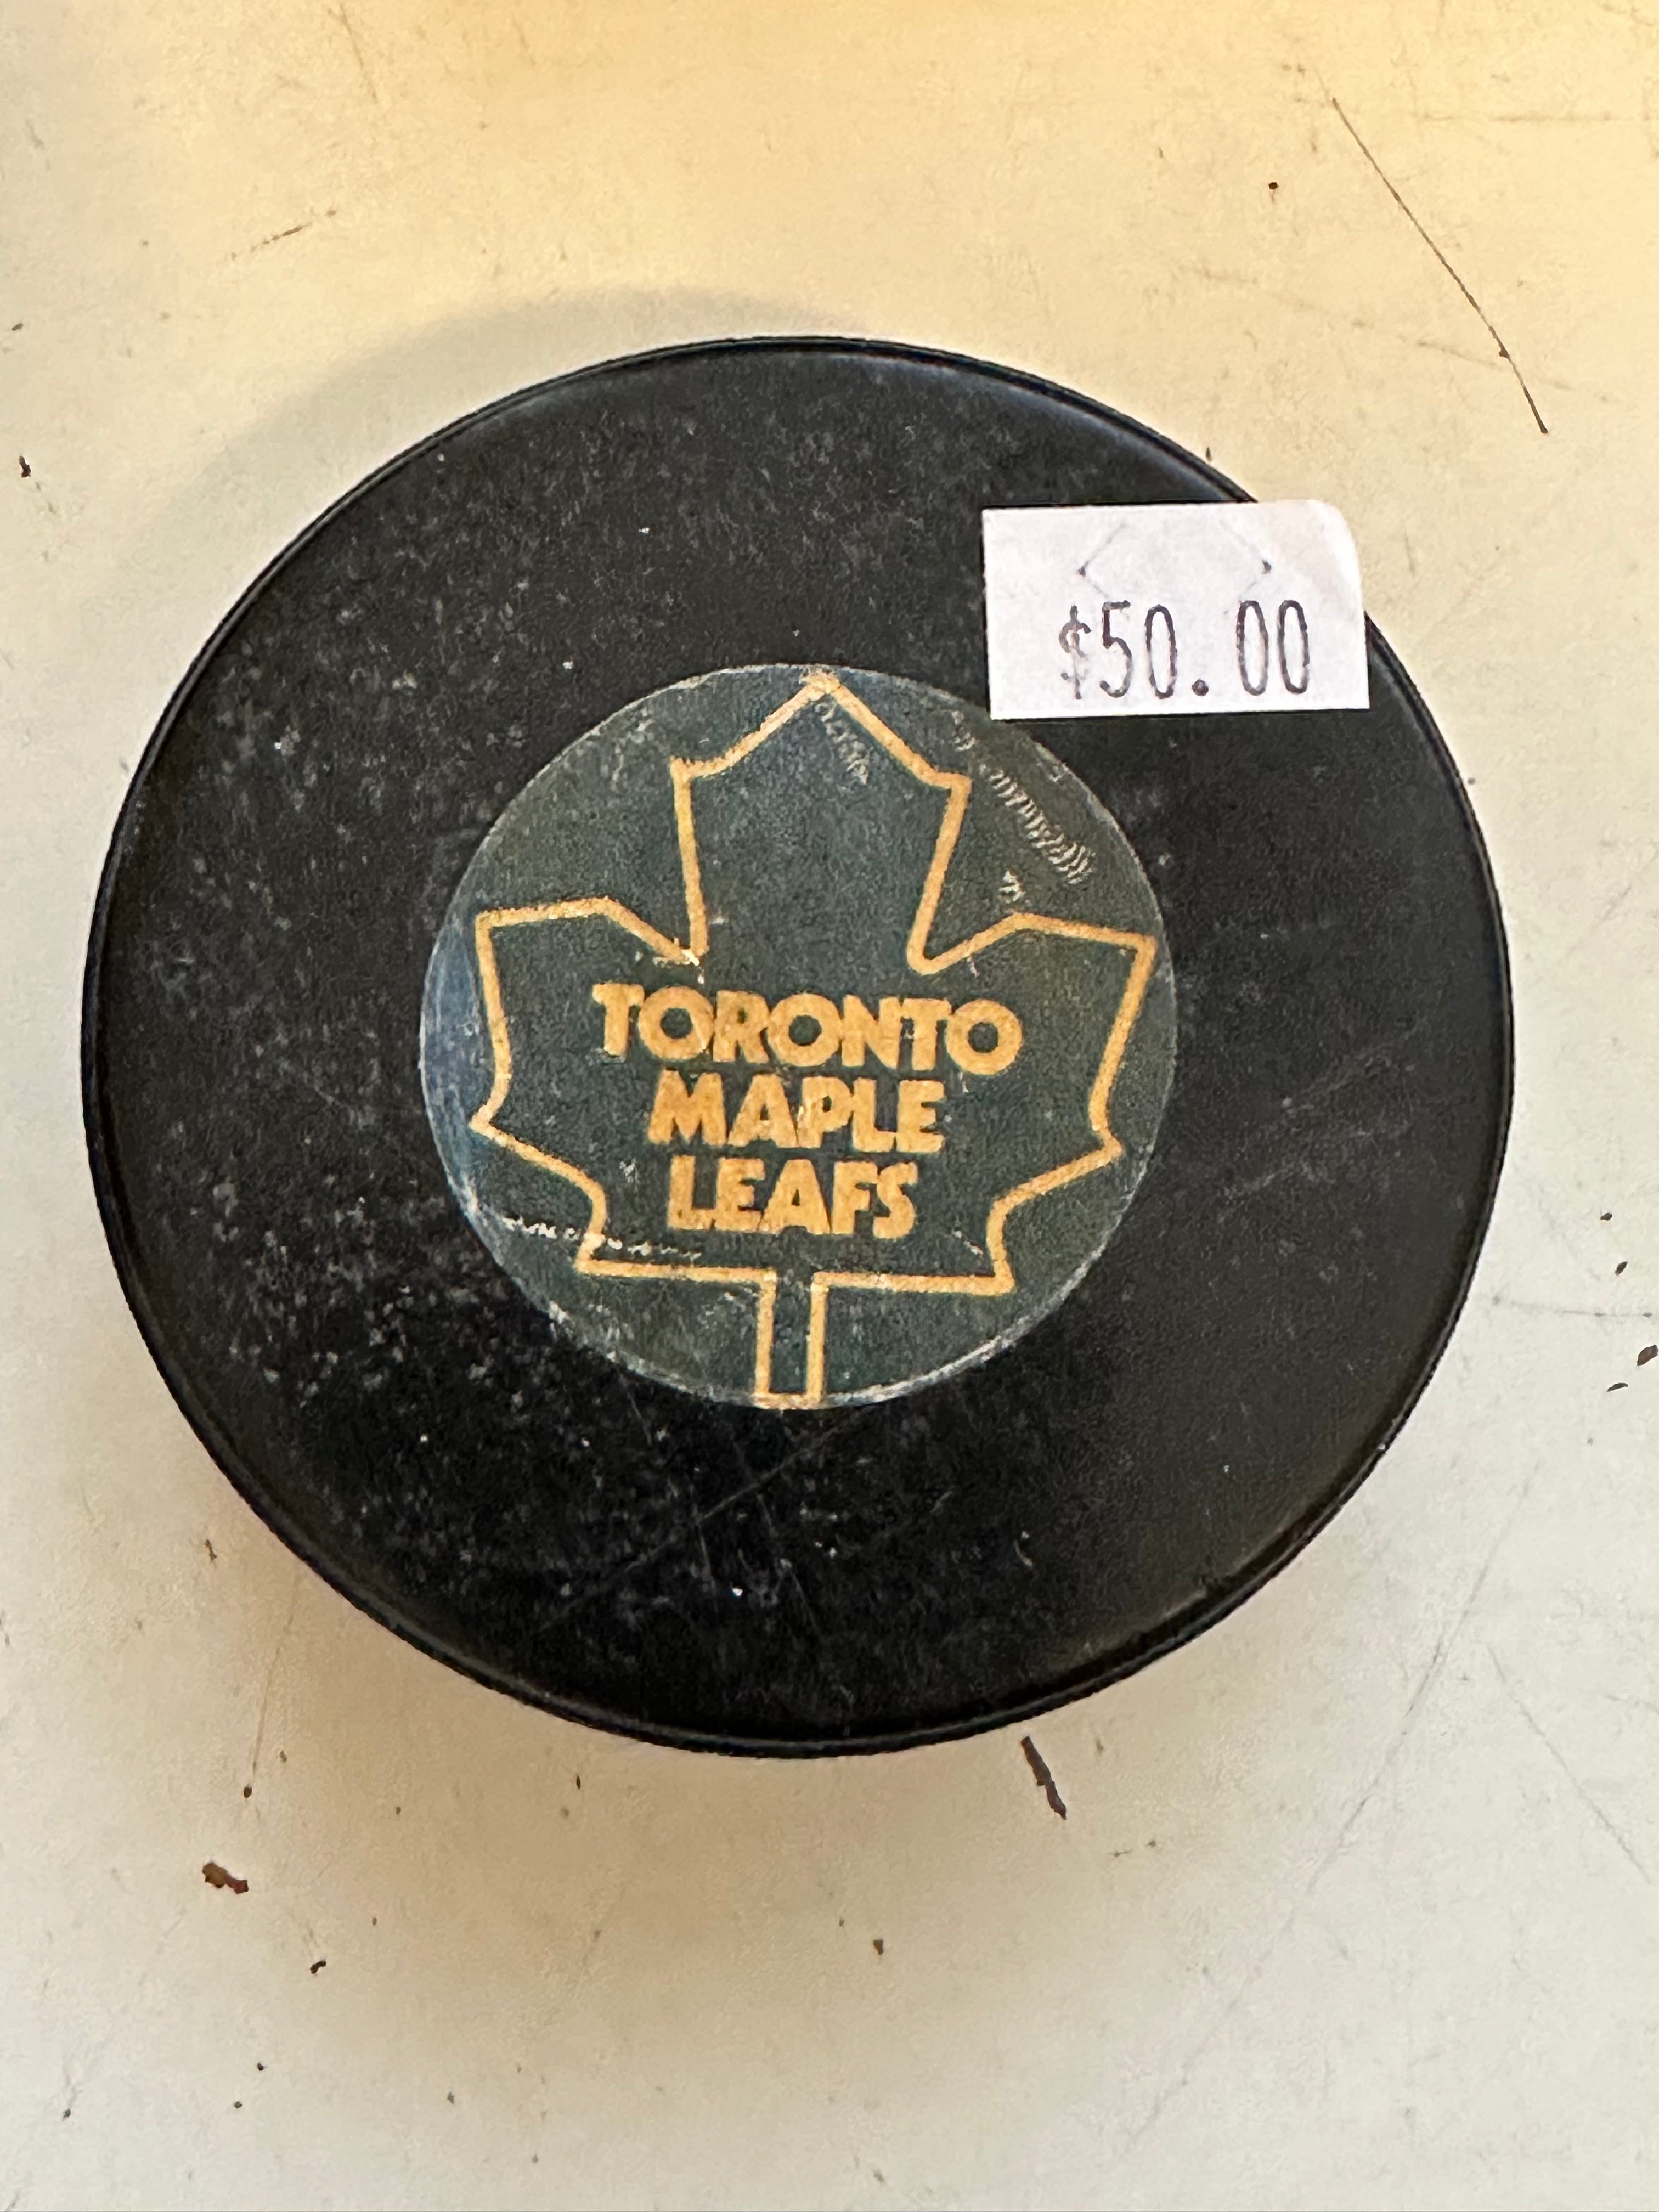 $50.00
TORONTO
MAPLE
LEAFS